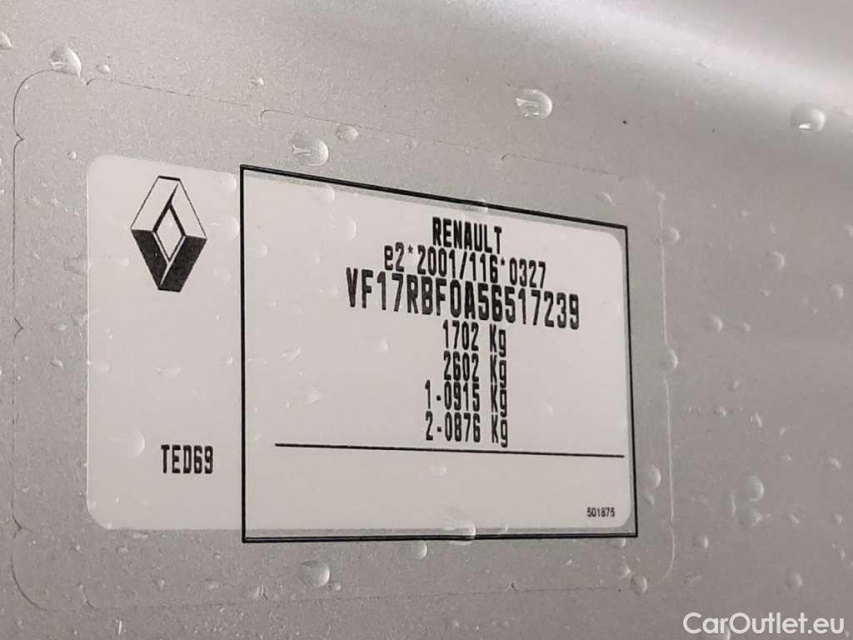 RENAULT
e2*2001/116*0327
VF17RBF0A56517239
1702 Kg
2602 Kg
1-0915 Kg
2-0876 Kg
TED69
501875
CarOutlet.eu